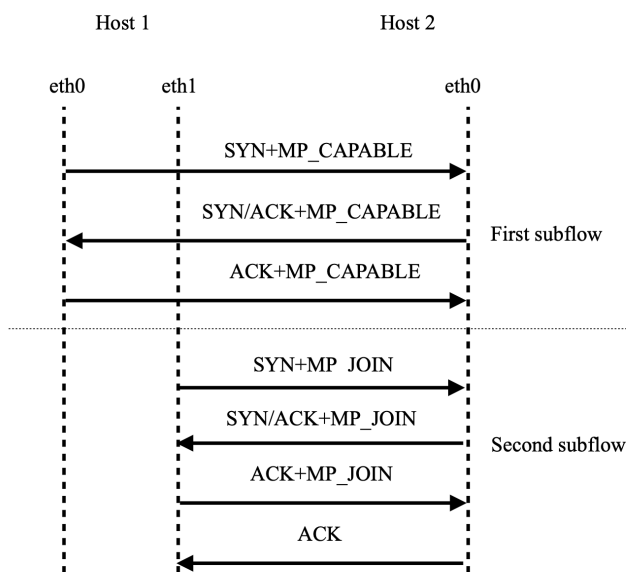 Host 1 Host 2
eth0 eth1 eth0
SYN+MP_CAPABLE
SYN/ACK+MP_CAPABLE
First subflow
ACK+MP_CAPABLE
SYN+MP JOIN
SYN/ACK+MP_JOIN
Second subflow
ACK+MP_JOIN
ACK